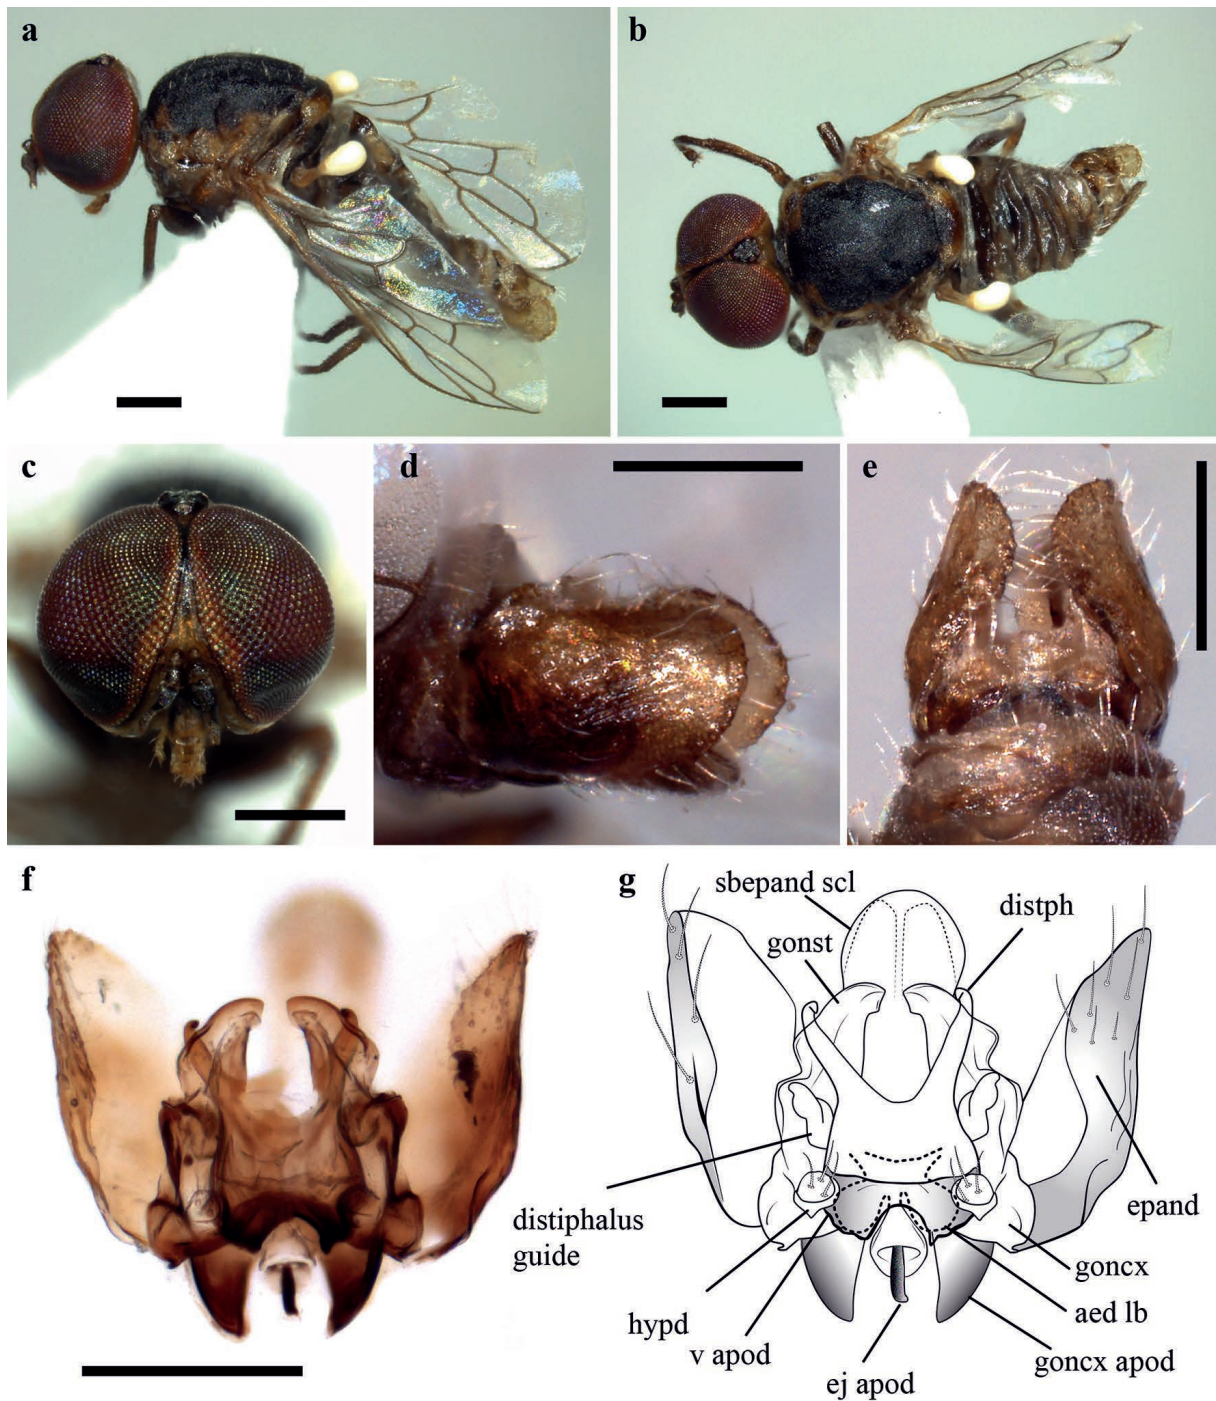 a
b
c
d
e
f
g
sbepand scl
distph
gonst
distiphalus
guide
epand
goncx
hypd
aed lb
v apod
goncx apod
ej apod